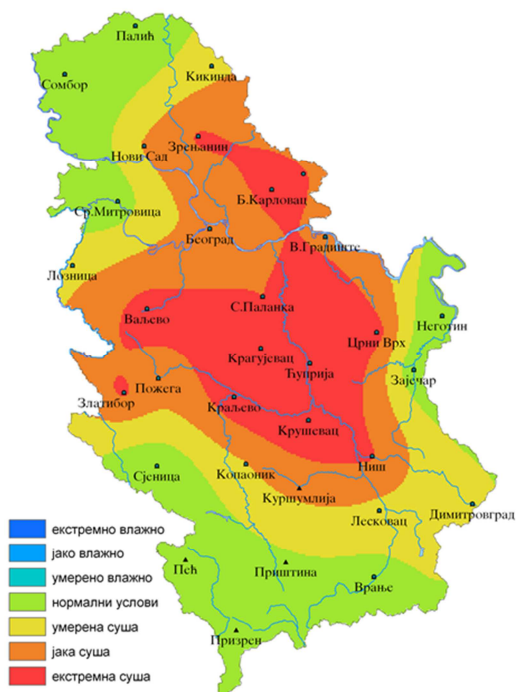 Палић
Кикинда
Сомбор
Зрењанин
Нови Сад
Б.Карловац
Ср.Митровица
Београд
В.Градиште
Лозница
С.Паланка
Ваљево
Неготин
Црни Врх
Крагујевац
Ћуприја
Зајечар
Пожега
Златибор
Краљево
Крушевац
Ниш
Сјеница
Копаоник
Куршумлија
Димитровград
Лесковац
Пећ
Приштина
Врање
Призрен
екстремно влажно
јако влажно
умерено влажно
нормални услови
умерена суша
јака суша
екстремна суша